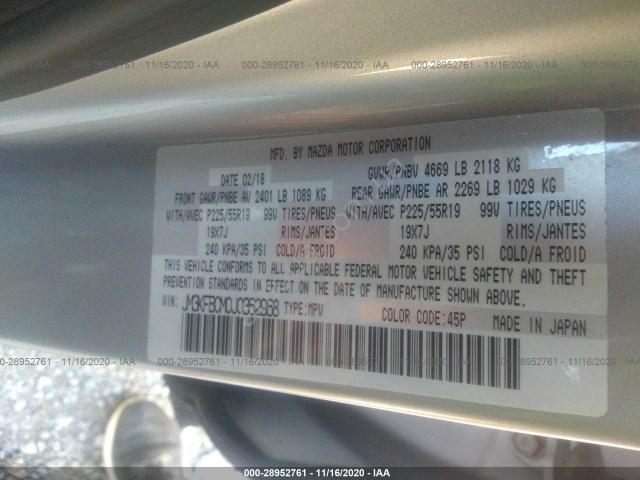 000-28952761 - 11/16/2020 - IAA
MFD. BY MAZDA MOTOR CORPORATION
DATE 02/18
GVWR/PNBV 4669 LB 2118 KG
FRONT GAWR/PNBE AV 2401 LB 1089 KG
REAR GAWR/PNBE AR 2269 LB 1029 KG
WITH/AVEC P225/55R19 99V TIRES/PNEUS
WITH/AVEC P225/55R19 99V TIRES/PNEUS
19X7J RIMS/JANTES
19X7J RIMS/JANTES
240 KPA/35 PSI COLD/A FROID
240 KPA/35 PSI COLD/A FROID
THIS VEHICLE CONFORMS TO ALL APPLICABLE FEDERAL MOTOR VEHICLE SAFETY AND THEFT
PREVENTION STANDARDS IN EFFECT ON THE DATE OF MANUFACTURE SHOWN ABOVE.
VIN: JM3KFBCM0J0352968 TYPE:MPV
COLOR CODE:45P MADE IN JAPAN
000-28952761 - 11/16/2020 - IAA